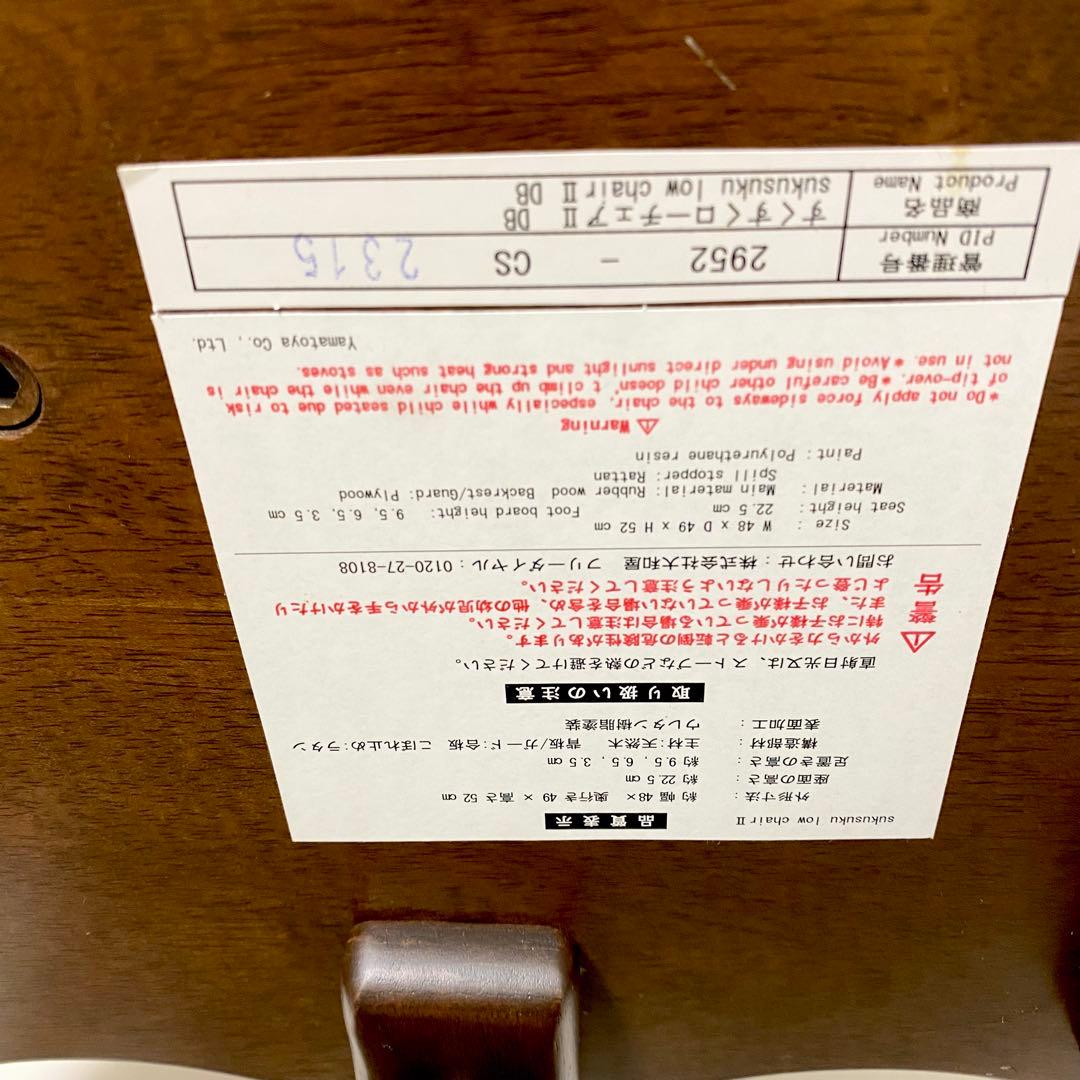 sukusuku low chairⅡ
品質表示
外形寸法: 約 幅 48× 奥行き 49 × 高さ 52 cm
座面の高さ: 約 22.5 cm
足置きの高さ: 約 9.5, 6.5, 3.5 cm
構造部材: 主材:天然木 背板/ガード:合板 こぼれ止め:ラタン
表面加工: ウレタン樹脂塗装
取り扱いの注意
直射日光又は、ストーブなどの熱を避けてください。
⚠警告
外から力をかけると転倒の危険性があります。
特にお子様が乗っている場合は注意してください。
また、お子様が乗っていない場合を含め、他の幼児が外から手をかけたり
よじ登ったりしないよう注意してください。
お問い合わせ:株式会社大和屋 フリーダイヤル:0120-27-8108
Size : W 48 x D 49 x H 52 cm
Seat height: 22.5 cm Foot board height: 9.5, 6.5, 3.5 cm
Material: Main material: Rubber wood Backrest/Guard: Plywood
Spill stopper: Rattan
Paint: Polyurethane resin
⚠ Warning
*Do not apply force sideways to the chair, especially while child seated due to risk
of tip-over. *Be careful other child doesn't climb up the chair even while the chair is
not in use. *Avoid using under direct sunlight and strong heat such as stoves.
Yamatoya Co., Ltd.
管理番号 PID Number 2952 - CS 2315
商品名 すくすくローチェアⅡ DB
Product Name sukusuku low chairⅡ DB